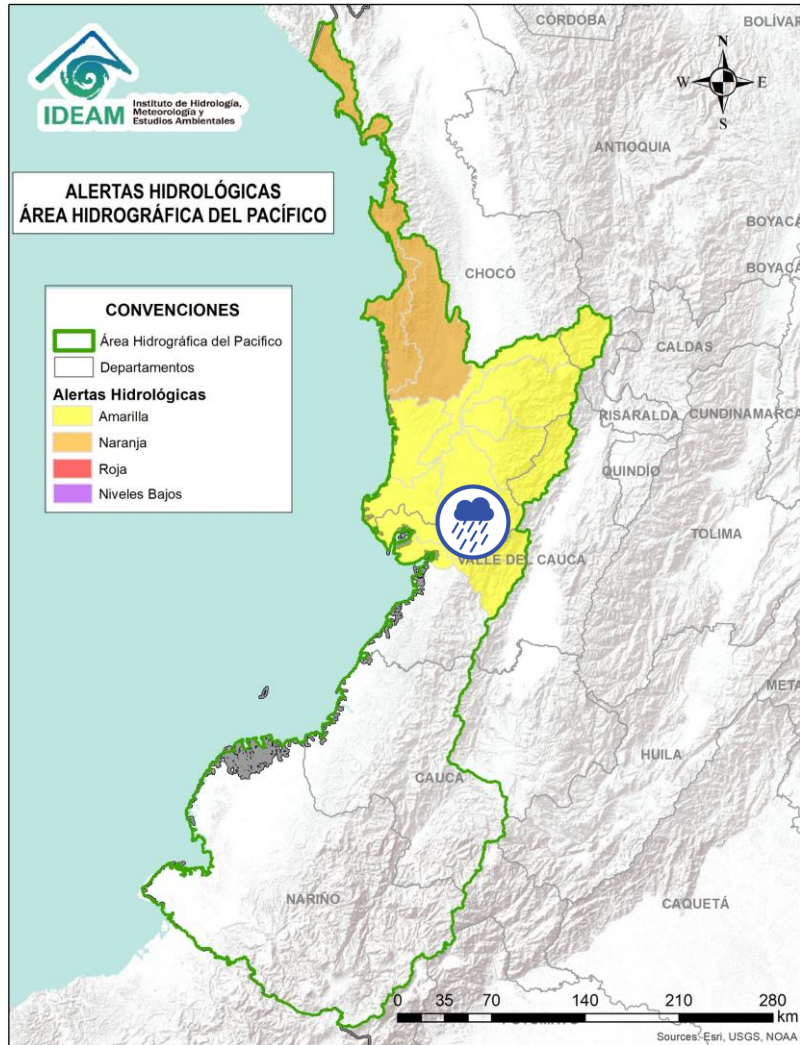 CÓRDOBA
BOLÍVAR
N
W E
S
IDEAM
Instituto de Hidrología,
Meteorología y
Estudios Ambientales
ANTIOQUIA
ALERTAS HIDROLÓGICAS
ÁREA HIDROGRÁFICA DEL PACÍFICO
BOYACÁ
BOYACÁ
CHOCÓ
CONVENCIONES
Área Hidrográfica del Pacifico
Departamentos
Alertas Hidrológicas
Amarilla
Naranja
Roja
Niveles Bajos
CALDAS
RISARALDA
CUNDINAMARCA
QUINDÍO
TOLIMA
VALLE DEL CAUCA
META
HUILA
CAUCA
NARIÑO
CAQUETÁ
0 35 70 140 210 280
km
Sources: Esri, USGS, NOAA